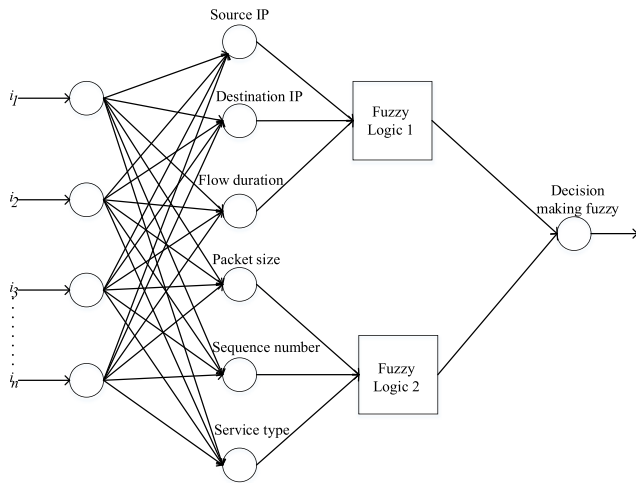 Source IP
i1
Destination IP
Fuzzy
Logic 1
Flow duration
i2
Decision
making fuzzy
Packet size
i3
Sequence number
Fuzzy
Logic 2
in
Service type